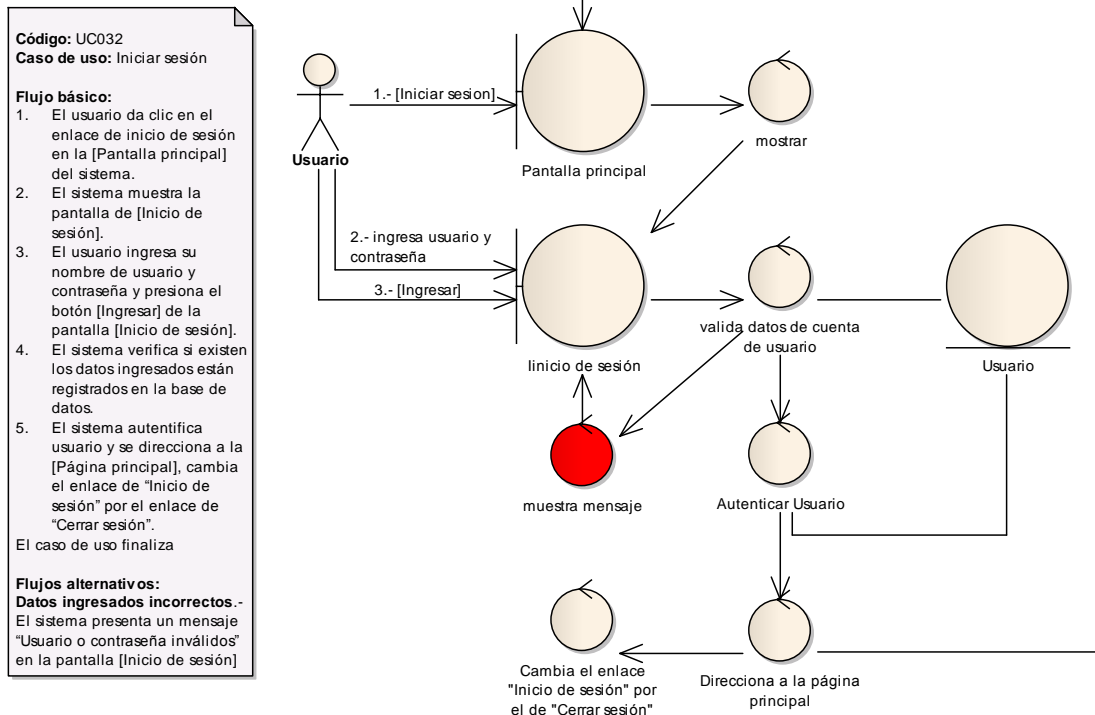 Código: UC032
Caso de uso: Iniciar sesión
Flujo básico:
1. El usuario da clic en el
enlace de inicio de sesión
en la [Pantalla principal]
del sistema.
2. El sistema muestra la
pantalla de [Inicio de
sesión].
3. El usuario ingresa su
nombre de usuario y
contraseña y presiona el
botón [Ingresar] de la
pantalla [Inicio de sesión].
4. El sistema verifica si existen
los datos ingresados están
registrados en la base de
datos.
5. El sistema autentifica
usuario y se direcciona a la
[Página principal], cambia
el enlace de “Inicio de
sesión” por el enlace de
“Cerrar sesión”.
El caso de uso finaliza
Flujos alternativos:
Datos ingresados incorrectos.-
El sistema presenta un mensaje
“Usuario o contraseña inválidos”
en la pantalla [Inicio de sesión]
Usuario
1.- [Iniciar sesion]
Pantalla principal
mostrar
2.- ingresa usuario y
contraseña
3.- [Ingresar]
Iinicio de sesión
valida datos de cuenta
de usuario
Usuario
muestra mensaje
Autenticar Usuario
Cambia el enlace
"Inicio de sesión" por
el de "Cerrar sesión"
Direcciona a la página
principal